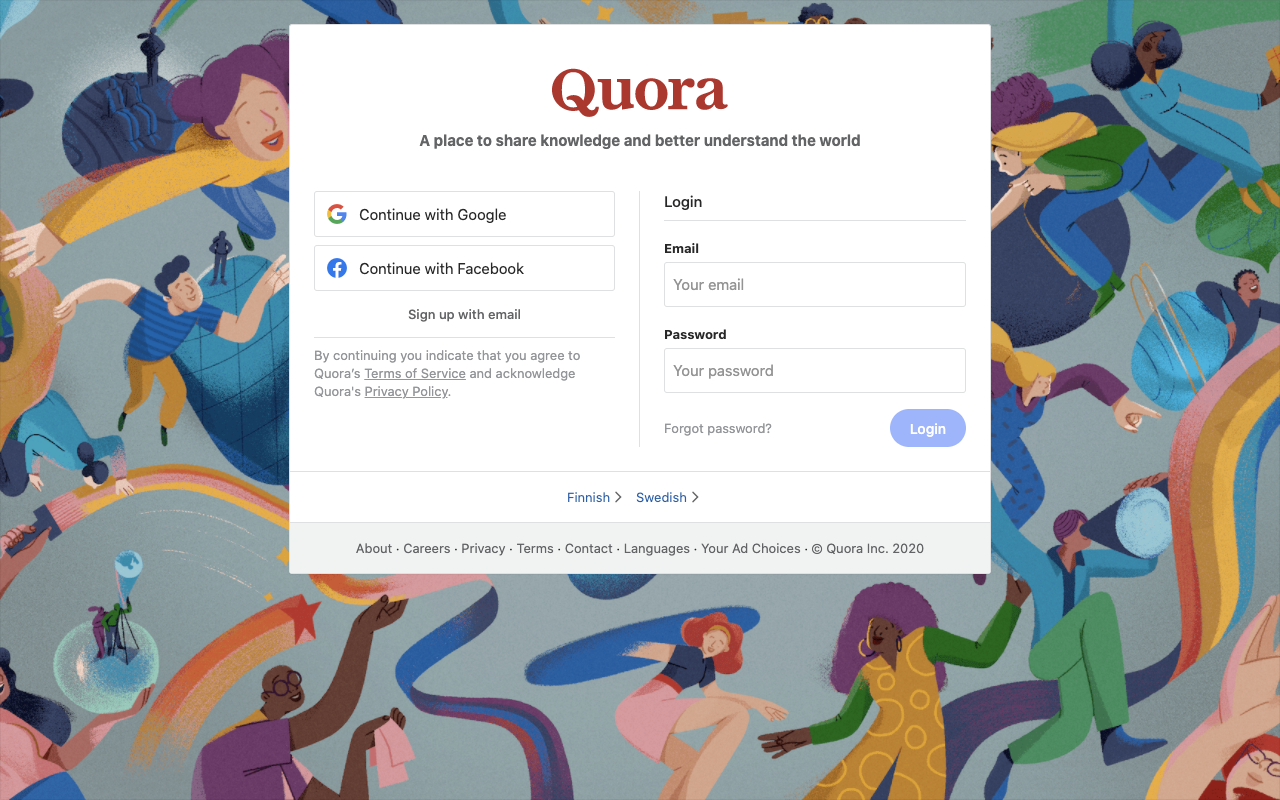 Quora
A place to share knowledge and better understand the world
Continue with Google
Continue with Facebook
Sign up with email
By continuing you indicate that you agree to
Quora's Terms of Service and acknowledge
Quora's Privacy Policy.
Login
Email
Your email
Password
Your password
Forgot password?
Login
Finnish
Swedish
About · Careers · Privacy · Terms · Contact · Languages · Your Ad Choices · © Quora Inc. 2020